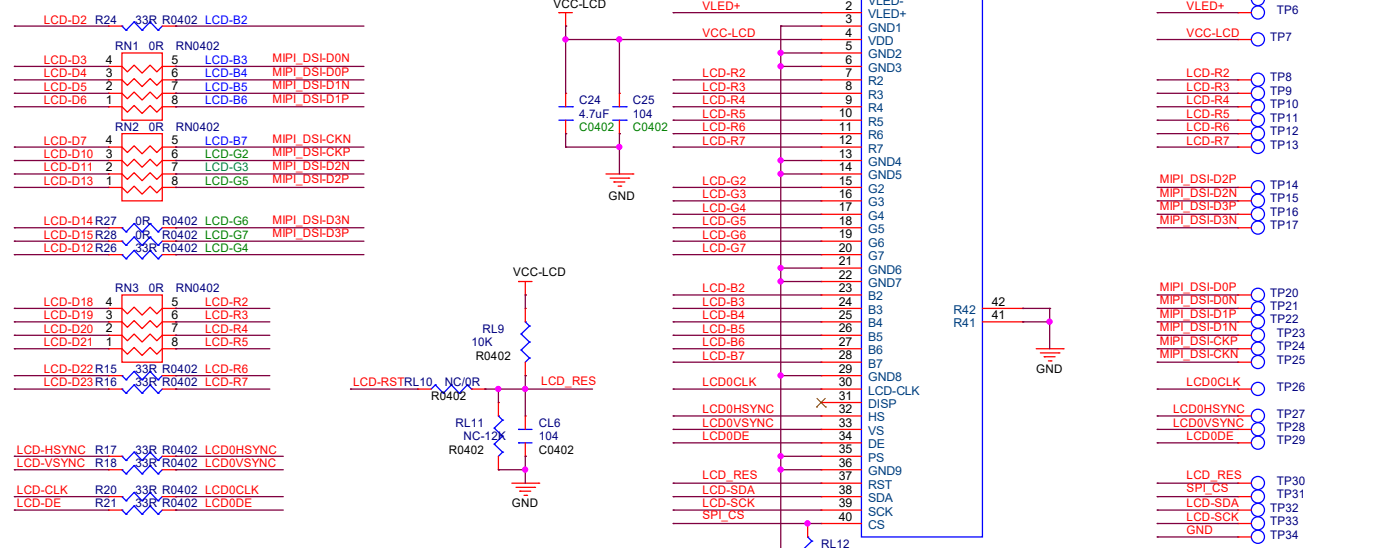 LCD-D2 R24 33R R0402 LCD-B2
RN1 0R RN0402
LCD-D3 4 5 LCD-B3 MIPI_DSI-D0N
LCD-D4 3 6 LCD-B4 MIPI_DSI-D0P
LCD-D5 2 7 LCD-B5 MIPI_DSI-D1N
LCD-D6 1 8 LCD-B6 MIPI_DSI-D1P
RN2 0R RN0402
LCD-D7 4 5 LCD-B7 MIPI_DSI-CKN
LCD-D10 3 6 LCD-G2 MIPI_DSI-CKP
LCD-D11 2 7 LCD-G3 MIPI_DSI-D2N
LCD-D13 1 8 LCD-G5 MIPI_DSI-D2P
LCD-D14 R27 0R R0402 LCD-G6 MIPI_DSI-D3N
LCD-D15 R28 0R R0402 LCD-G7 MIPI_DSI-D3P
LCD-D12 R26 33R R0402 LCD-G4
RN3 0R RN0402
LCD-D18 4 5 LCD-R2
LCD-D19 3 6 LCD-R3
LCD-D20 2 7 LCD-R4
LCD-D21 1 8 LCD-R5
LCD-D22 R15 33R R0402 LCD-R6
LCD-D23 R16 33R R0402 LCD-R7
LCD-HSYNC R17 33R R0402 LCD0HSYNC
LCD-VSYNC R18 33R R0402 LCD0VSYNC
LCD-CLK R20 33R R0402 LCD0CLK
LCD-DE R21 33R R0402 LCD0DE
VCC-LCD
C24
4.7uF
C0402
C25
104
C0402
GND
VCC-LCD
RL9
10K
R0402
LCD-RST RL10 NC/0R LCD_RES
R0402
RL11
NC-12K
R0402
CL6
104
C0402
GND
VLED-
VLED+ 2 VLED+
3 GND1
VCC-LCD 4 VDD
5 GND2
6 GND3
LCD-R2 7 R2
LCD-R3 8 R3
LCD-R4 9 R4
LCD-R5 10 R5
LCD-R6 11 R6
LCD-R7 12 R7
13 GND4
14 GND5
LCD-G2 15 G2
LCD-G3 16 G3
LCD-G4 17 G4
LCD-G5 18 G5
LCD-G6 19 G6
LCD-G7 20 G7
21 GND6
22 GND7
LCD-B2 23 B2
LCD-B3 24 B3
LCD-B4 25 B4
LCD-B5 26 B5
LCD-B6 27 B6
LCD-B7 28 B7
29 GND8
LCD0CLK 30 LCD-CLK
31 DISP
LCD0HSYNC 32 HS
LCD0VSYNC 33 VS
LCD0DE 34 DE
35 PS
36 GND9
LCD_RES 37 RST
LCD-SDA 38 SDA
LCD-SCK 39 SCK
SPI_CS 40 CS
RL12
R42 42
R41 41
GND
VLED+ TP6
VCC-LCD TP7
LCD-R2 TP8
LCD-R3 TP9
LCD-R4 TP10
LCD-R5 TP11
LCD-R6 TP12
LCD-R7 TP13
MIPI_DSI-D2P TP14
MIPI_DSI-D2N TP15
MIPI_DSI-D3P TP16
MIPI_DSI-D3N TP17
MIPI_DSI-D0P TP20
MIPI_DSI-D0N TP21
MIPI_DSI-D1P TP22
MIPI_DSI-D1N TP23
MIPI_DSI-CKP TP24
MIPI_DSI-CKN TP25
LCD0CLK TP26
LCD0HSYNC TP27
LCD0VSYNC TP28
LCD0DE TP29
LCD_RES TP30
SPI_CS TP31
LCD-SDA TP32
LCD-SCK TP33
GND TP34